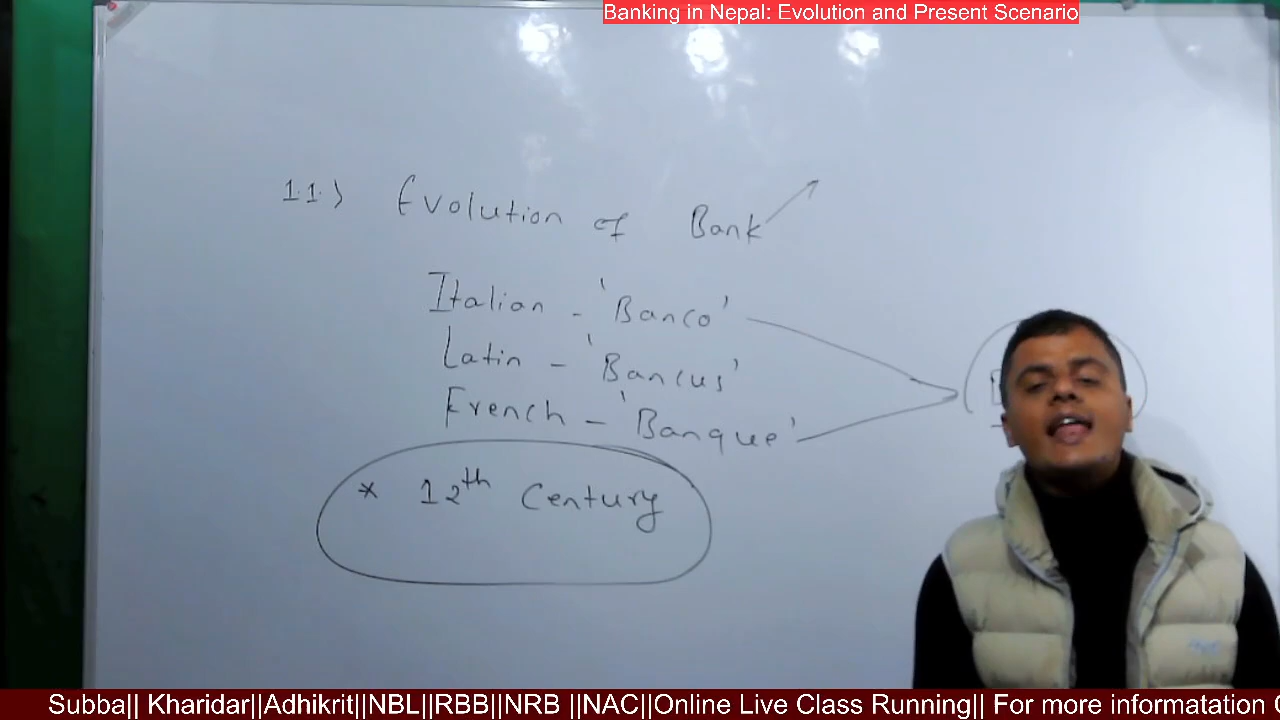 Banking in Nepal: Evolution and Present Scenario
1.1.) Evolution of Bank
Italian - 'Banco'
Latin - 'Bancus'
French - 'Banque'
* 12th Century
Subba|| Kharidar||Adhikrit||NBL||RBB||NRB ||NAC||Online Live Class Running|| For more informatation